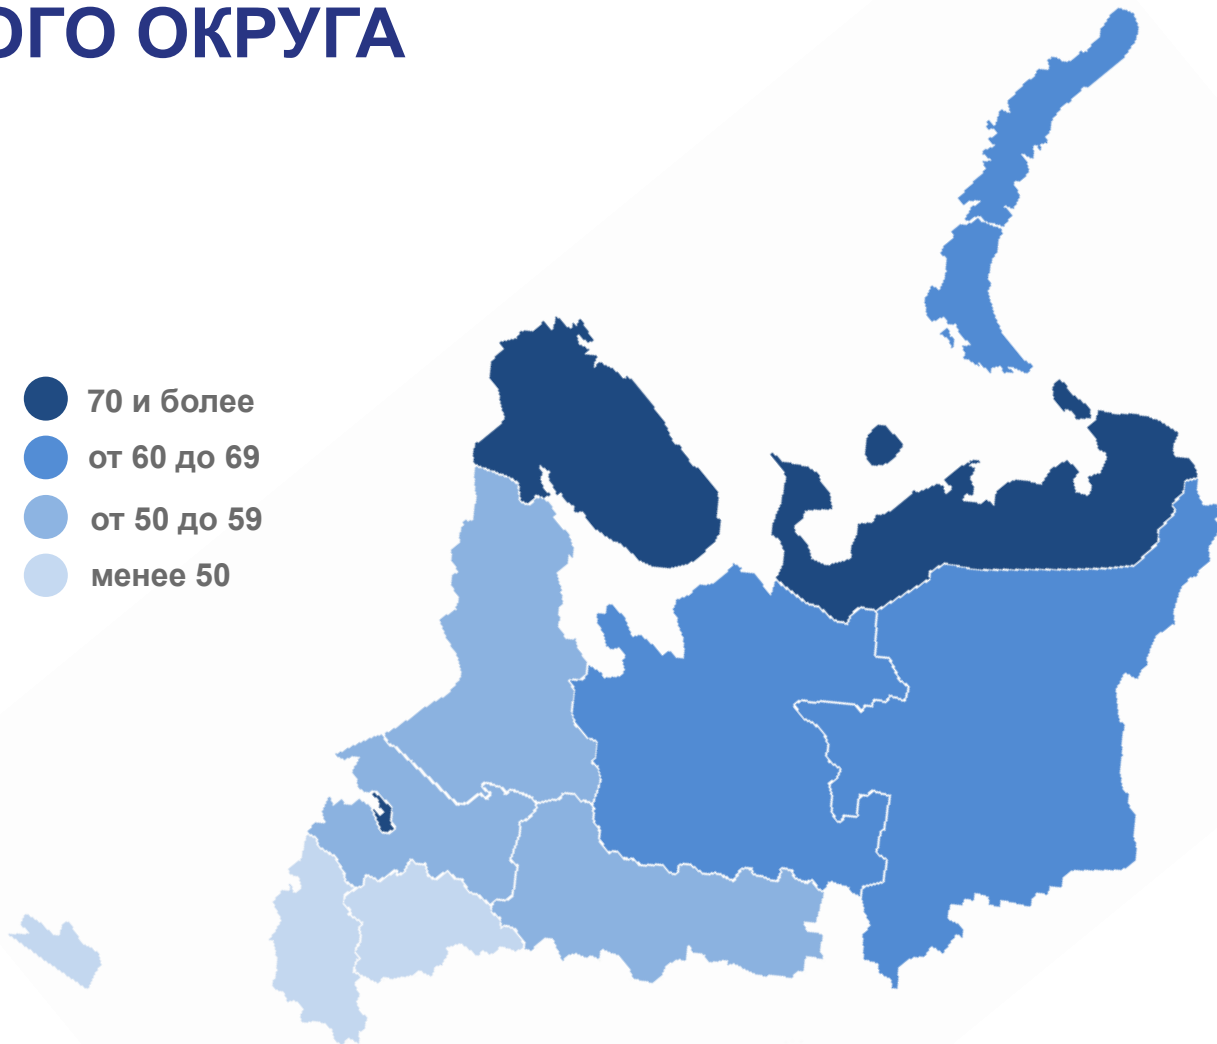 ОГО ОКРУГА
70 и более
от 60 до 69
от 50 до 59
менее 50